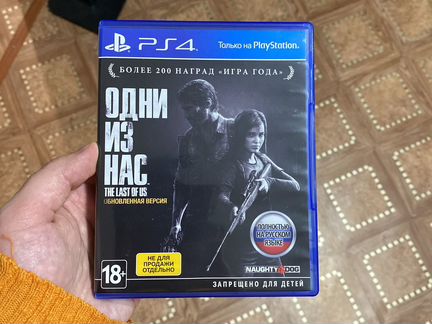 PS4
Только на PlayStation.
БОЛЕЕ 200 НАГРАД «ИГРА ГОДА»
ОДНИ
ИЗ
НАС
THE LAST OF US
ОБНОВЛЕННАЯ ВЕРСИЯ
ПОЛНОСТЬЮ
НА РУССКОМ
ЯЗЫКЕ
18+
НЕ ДЛЯ
ПРОДАЖИ
ОТДЕЛЬНО
NAUGHTY DOG
ЗАПРЕЩЕНО ДЛЯ ДЕТЕЙ